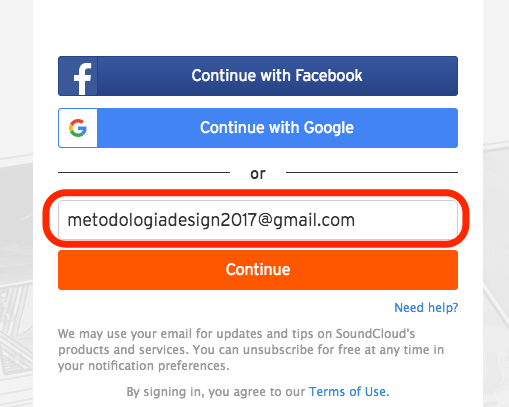 Continue with Facebook
Continue with Google
or
metodologiadesign2017@gmail.com
Continue
Need help?
We may use your email for updates and tips on SoundCloud's
products and services. You can unsubscribe for free at any time in
your notification preferences.
By signing in, you agree to our Terms of Use.